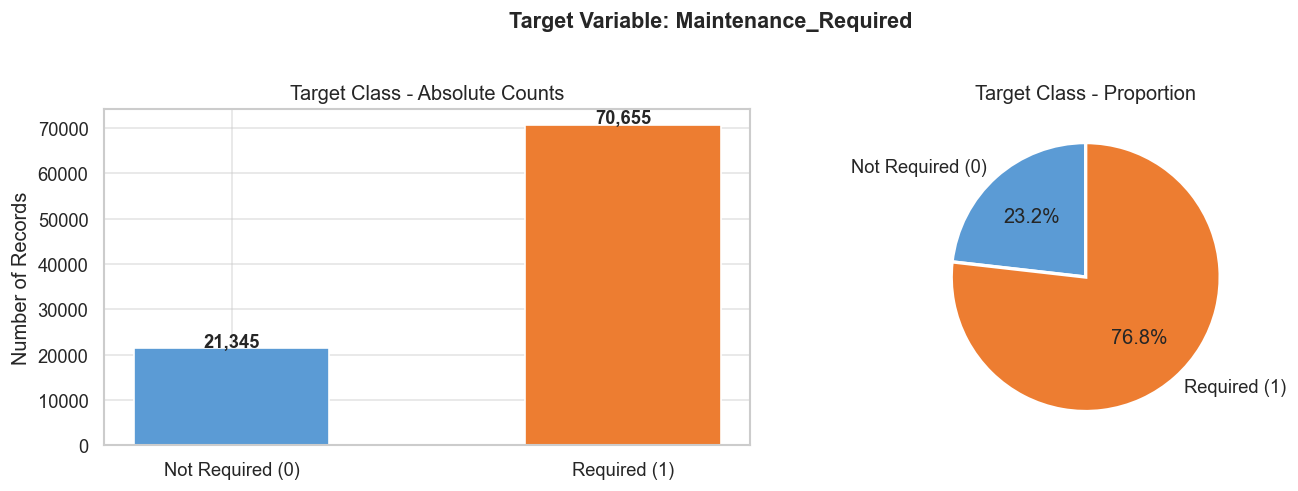 Target Variable: Maintenance_Required
Target Class - Absolute Counts
Number of Records
70000
60000
50000
40000
30000
20000
10000
0
21,345
70,655
Not Required (0)
Required (1)
Target Class - Proportion
Not Required (0)
23.2%
76.8%
Required (1)